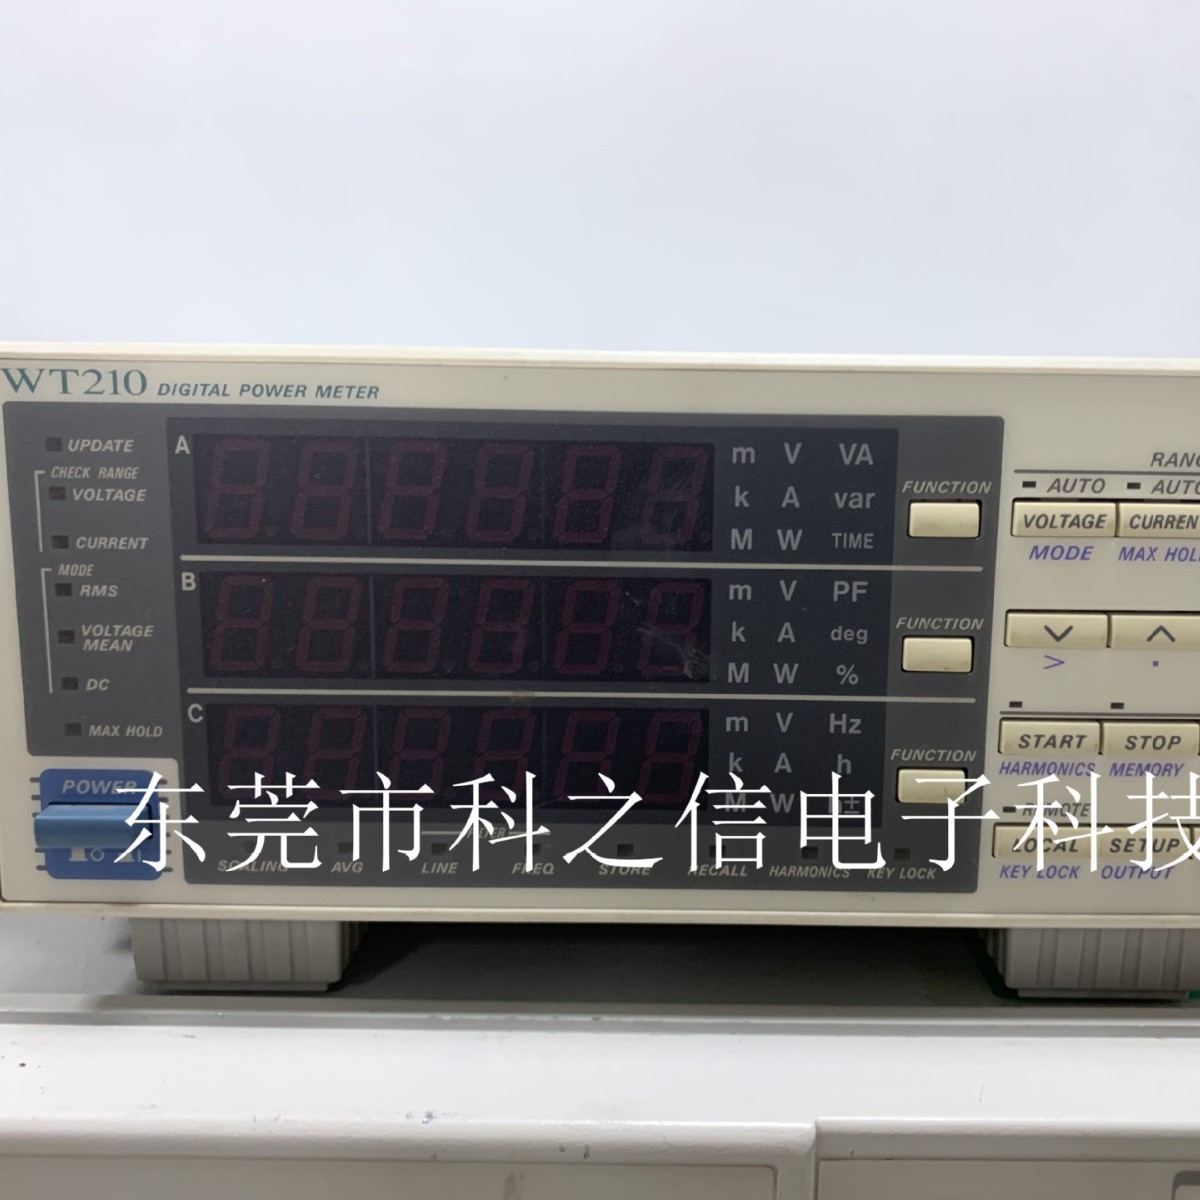 WT210 DIGITAL POWER METER
UPDATE
CHECK RANGE
VOLTAGE
CURRENT
MODE
RMS
VOLTAGE
MEAN
DC
MAX HOLD
POWER
A
m V VA
k A var
M W TIME
B
m V PF
k A deg
M W %
C
m V Hz
k A h
M W h±
FUNCTION
FUNCTION
FUNCTION
SCALING AVG LINE FREQ STORE RECALL HARMONICS KEY LOCK
FILTER
AUTO AUTO
VOLTAGE
MODE MAX
START STOP
HARMONICS MEMORY
REMOTE
LOCAL SETUP
KEY LOCK OUTPUT
东莞市科之信电子科技